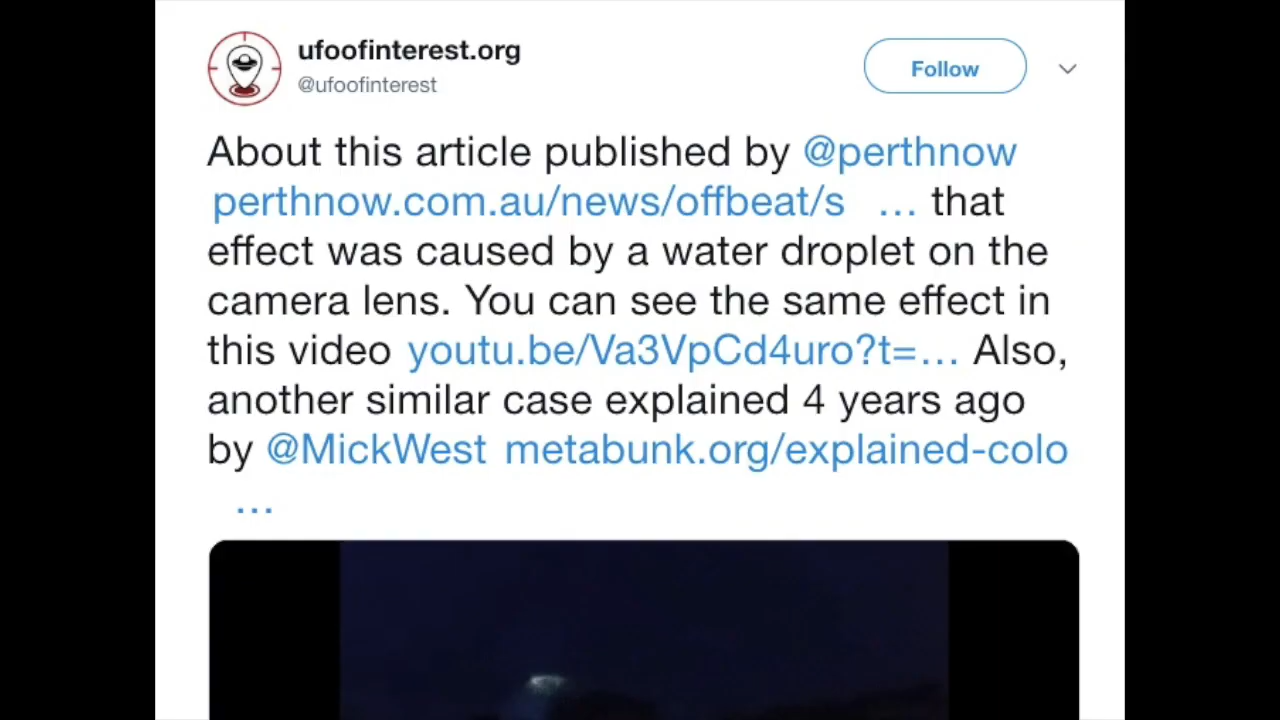 ufoofinterest.org
@ufoofinterest
Follow
About this article published by @perthnow
perthnow.com.au/news/offbeat/s ... that
effect was caused by a water droplet on the
camera lens. You can see the same effect in
this video youtu.be/Va3VpCd4uro?t=... Also,
another similar case explained 4 years ago
by @MickWest metabunk.org/explained-colo
...